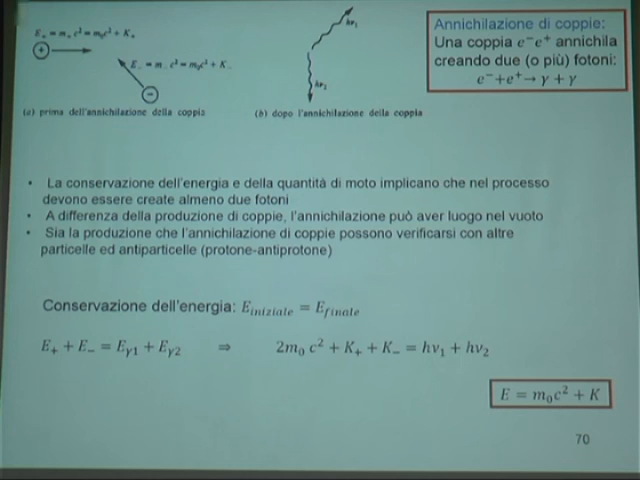 E₊ = m₊ c² = m₀c² + K₊
+
E₋ = m₋ c² = m₀c² + K₋
−
(a) prima dell'annichilazione della coppia
hν₁
hν₂
(b) dopo l'annichilazione della coppia
Annichilazione di coppie:
Una coppia e⁻e⁺ annichila
creando due (o più) fotoni:
e⁻+e⁺→ γ + γ
• La conservazione dell'energia e della quantità di moto implicano che nel processo
devono essere create almeno due fotoni
• A differenza della produzione di coppie, l'annichilazione può aver luogo nel vuoto
• Sia la produzione che l'annichilazione di coppie possono verificarsi con altre
particelle ed antiparticelle (protone-antiprotone)
Conservazione dell'energia: E_iniziale = E_finale
E₊ + E₋ = E_γ1 + E_γ2 ⇒ 2m₀ c² + K₊ + K₋ = hν₁ + hν₂
E = m₀c² + K
70